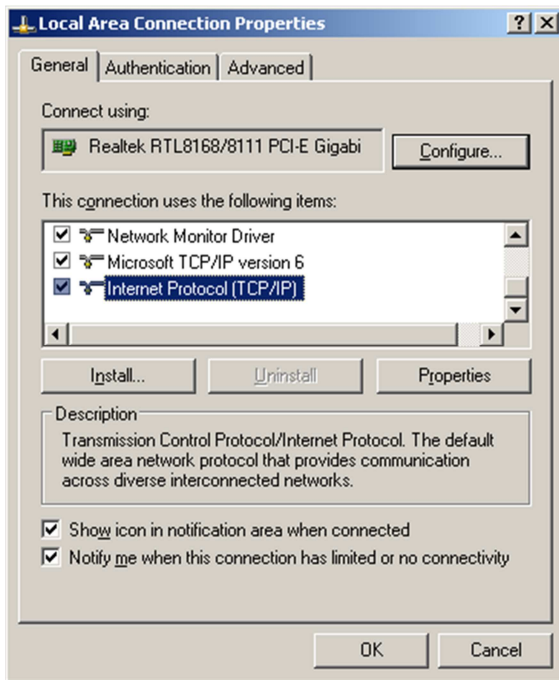 Local Area Connection Properties
General Authentication Advanced
Connect using:
Realtek RTL8168/8111 PCI-E Gigabi
Configure...
This connection uses the following items:
Network Monitor Driver
Microsoft TCP/IP version 6
Internet Protocol (TCP/IP)
Install... Uninstall Properties
Description
Transmission Control Protocol/Internet Protocol. The default
wide area network protocol that provides communication
across diverse interconnected networks.
Show icon in notification area when connected
Notify me when this connection has limited or no connectivity
OK Cancel